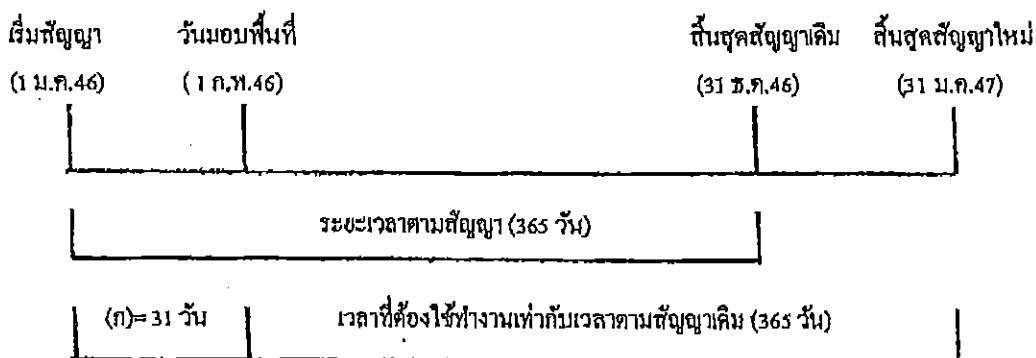 เริ่มสัญญา วันมอบพื้นที่ สิ้นสุดสัญญาเดิม สิ้นสุดสัญญาใหม่
(1 ม.ค.46) (1 ก.พ.46) (31 ธ.ค.46) (31 ม.ค.47)
ระยะเวลาตามสัญญา (365 วัน)
(ก)= 31 วัน เวลาที่ต้องใช้ทำงานเท่ากับเวลาตามสัญญาเดิม (365 วัน)